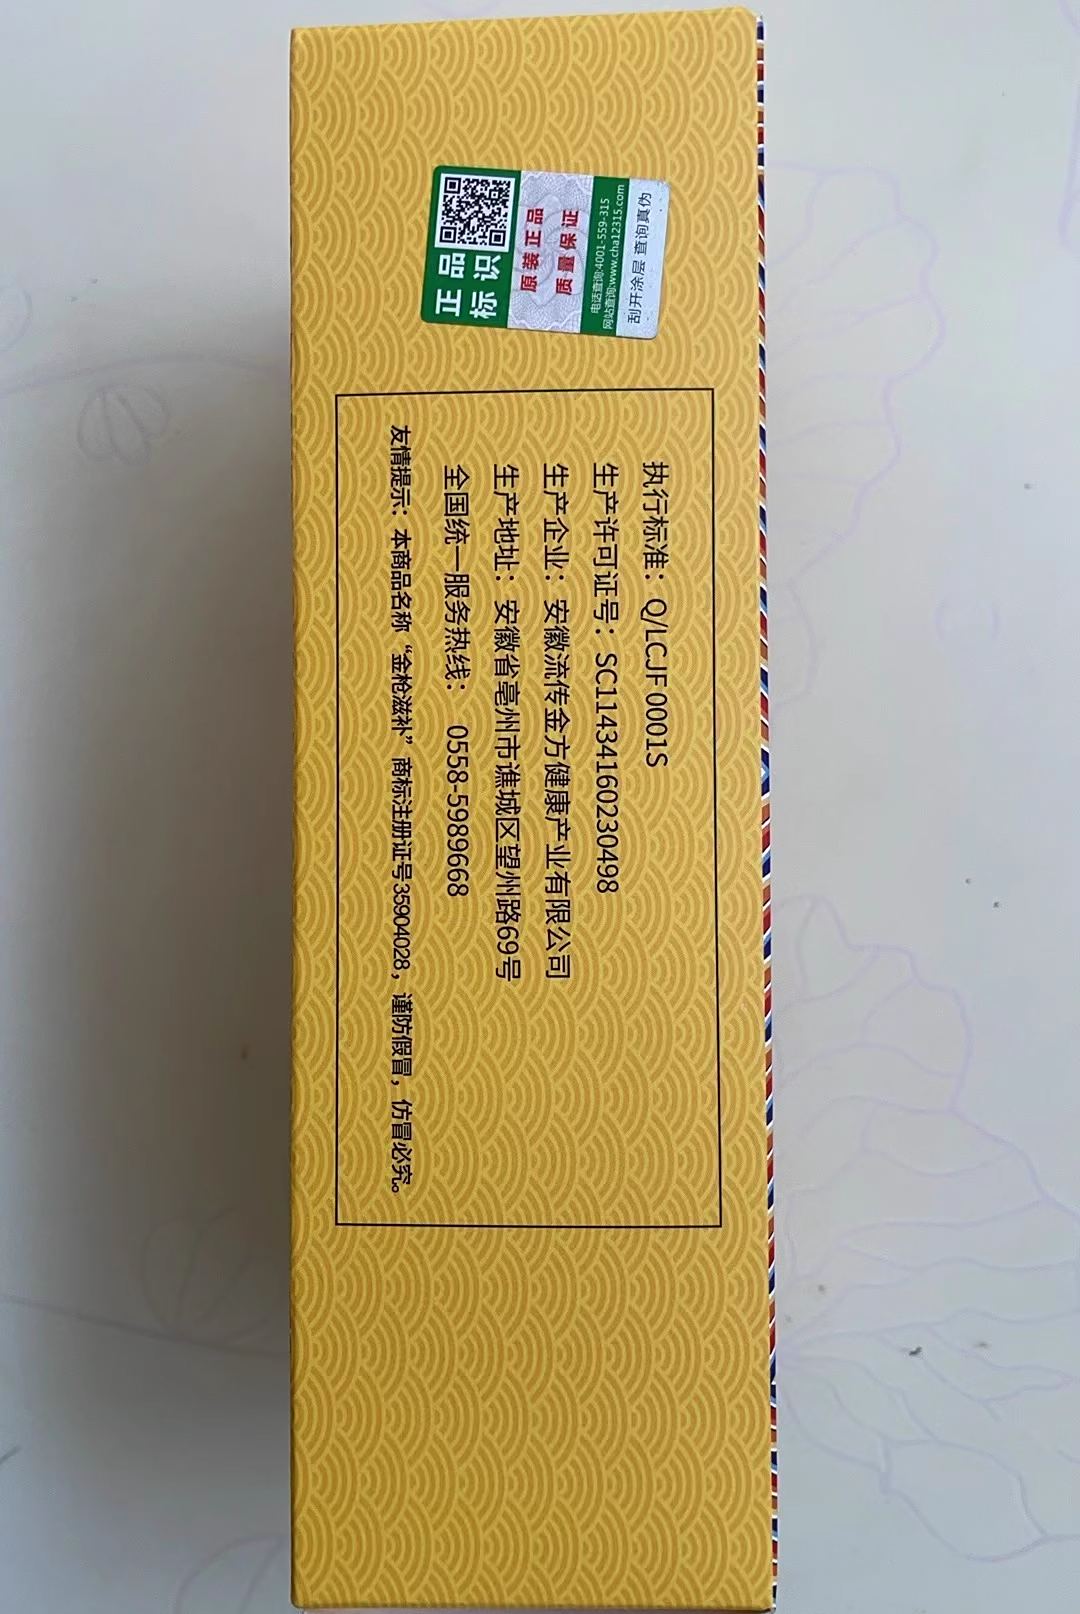 正品
标识
原装正品
质量保证
电话查询:4001-559-315
网站查询:www.cha12315.com
刮开涂层 查询真伪
执行标准：Q/LCJF0001S
生产许可证号：SC11434160230498
生产企业：安徽流传金方健康产业有限公司
生产地址：安徽省亳州市谯城区望州路69号
全国统一服务热线： 0558-5989668
友情提示：本商品名称“金枪滋补”商标注册证号35904028，谨防假冒，仿冒必究。